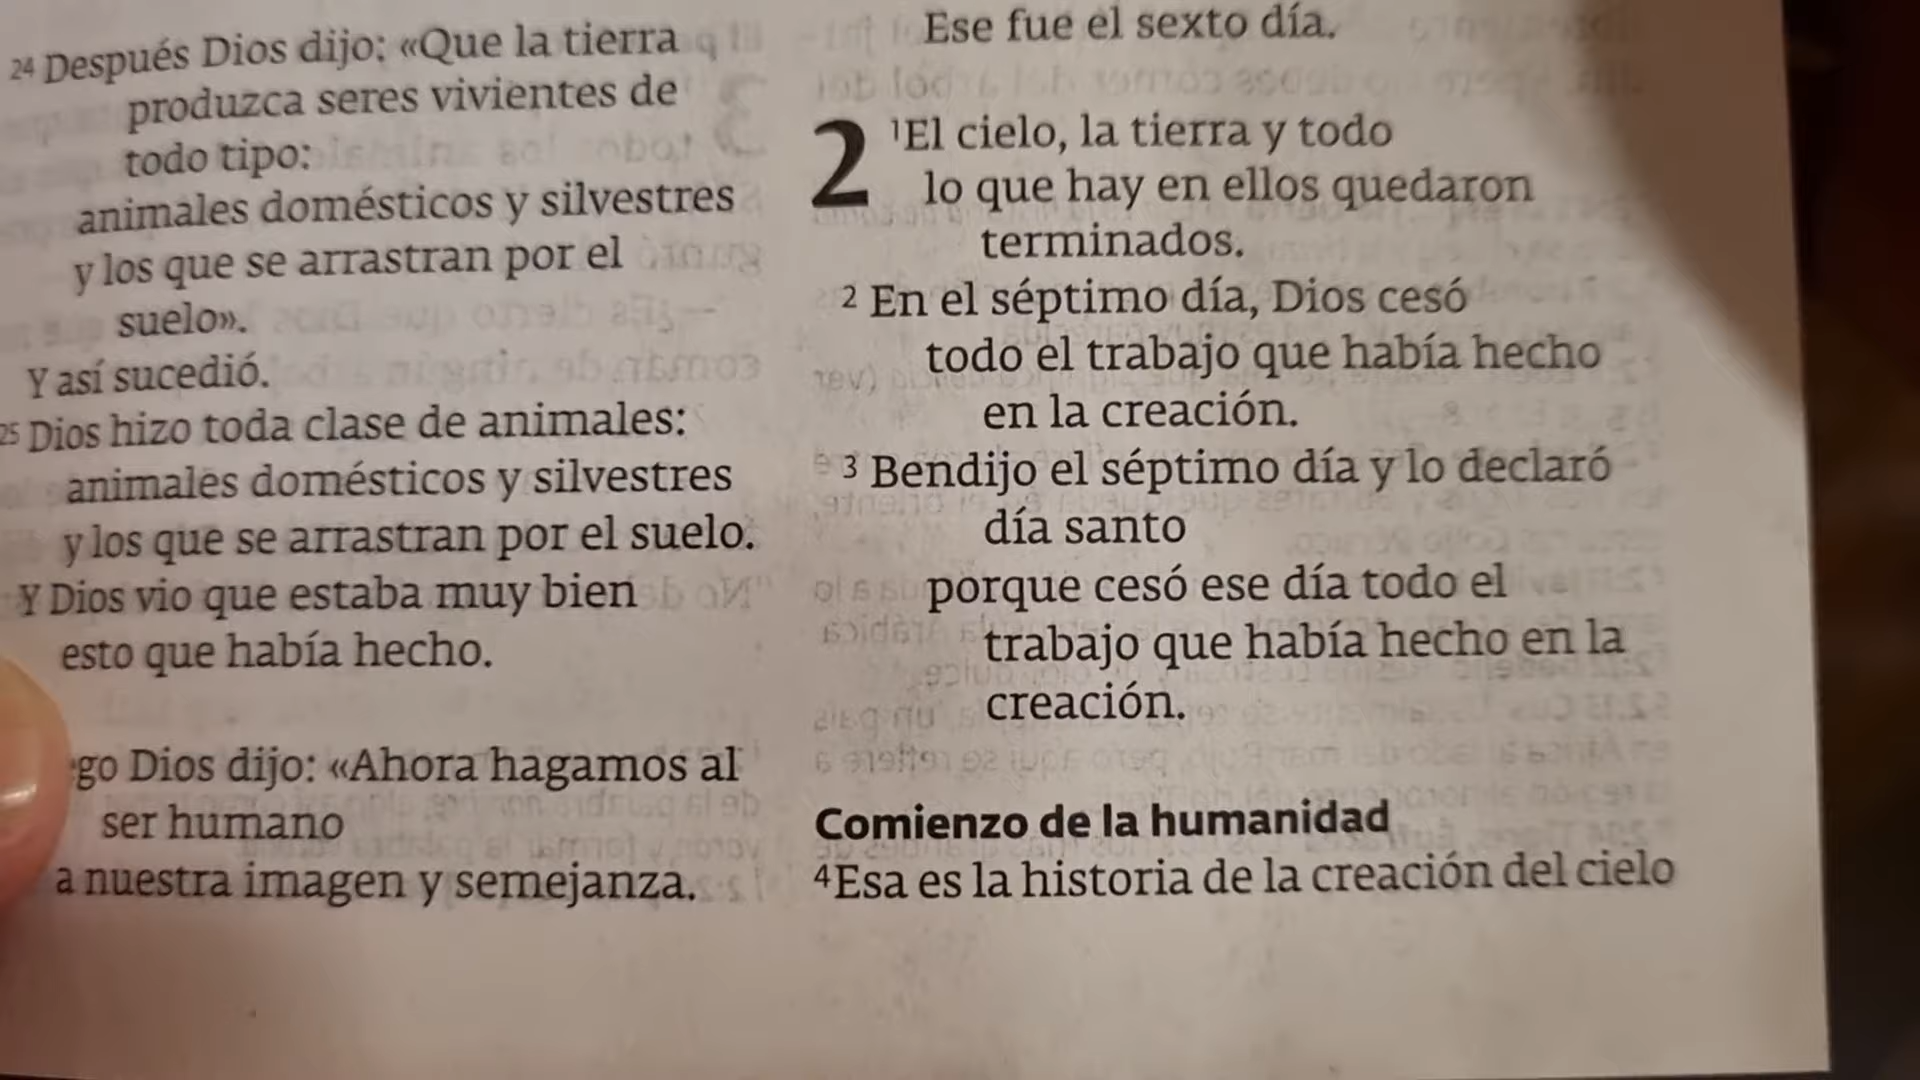 24 Después Dios dijo: «Que la tierra
produzca seres vivientes de
todo tipo:
animales domésticos y silvestres
y los que se arrastran por el
suelo».
Y así sucedió.
25 Dios hizo toda clase de animales:
animales domésticos y silvestres
y los que se arrastran por el suelo.
Y Dios vio que estaba muy bien
esto que había hecho.
go Dios dijo: «Ahora hagamos al
ser humano
a nuestra imagen y semejanza.
Ese fue el sexto día.
2 1 El cielo, la tierra y todo
lo que hay en ellos quedaron
terminados.
2 En el séptimo día, Dios cesó
todo el trabajo que había hecho
en la creación.
3 Bendijo el séptimo día y lo declaró
día santo
porque cesó ese día todo el
trabajo que había hecho en la
creación.
Comienzo de la humanidad
4 Esa es la historia de la creación del cielo